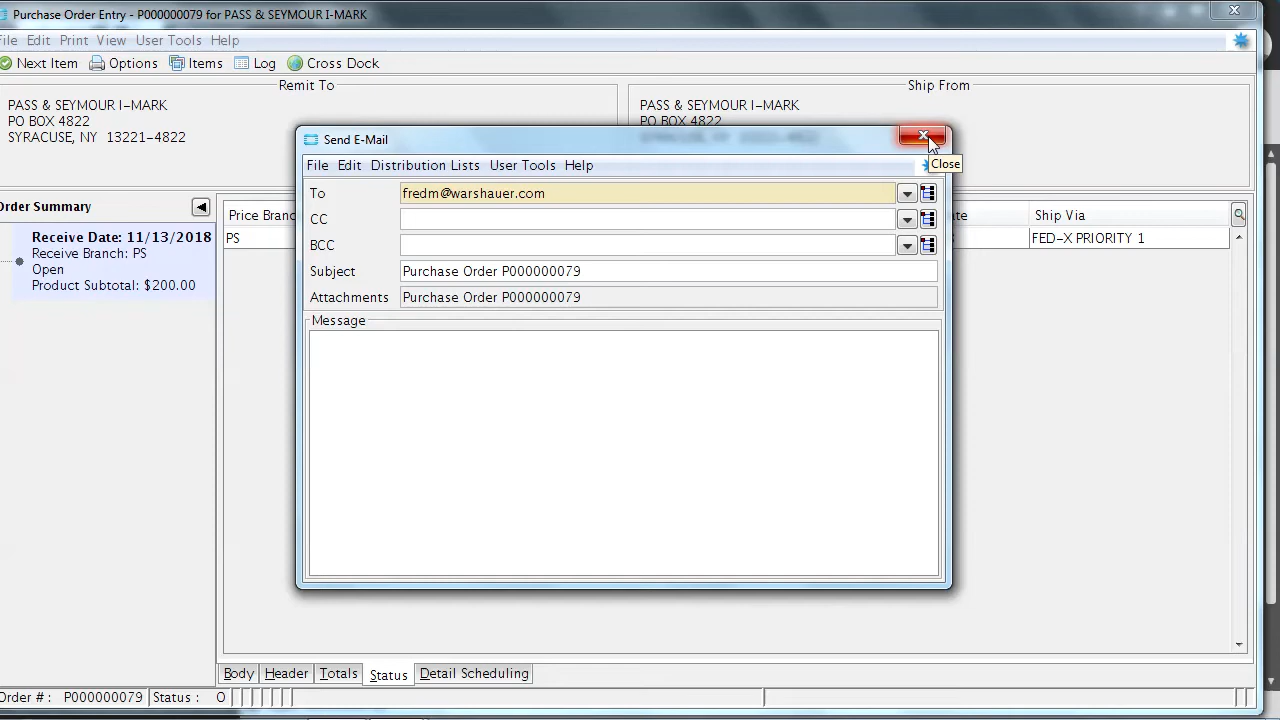 Purchase Order Entry - P000000079 for PASS & SEYMOUR I-MARK
File Edit Print View User Tools Help
Next Item Options Items Log Cross Dock
Remit To
PASS & SEYMOUR I-MARK
PO BOX 4822
SYRACUSE, NY 13221-4822
Ship From
PASS & SEYMOUR I-MARK
PO BOX 4822
SYRACUSE, NY 13221-4822
Order Summary
Receive Date: 11/13/2018
Receive Branch: PS
Open
Product Subtotal: $200.00
Price Bran
Ship Via
PS
FED-X PRIORITY 1
Send E-Mail
Close
File Edit Distribution Lists User Tools Help
To fredm@warshauer.com
CC
BCC
Subject Purchase Order P000000079
Attachments Purchase Order P000000079
Message
Body Header Totals Status Detail Scheduling
Order # : P000000079 Status : O